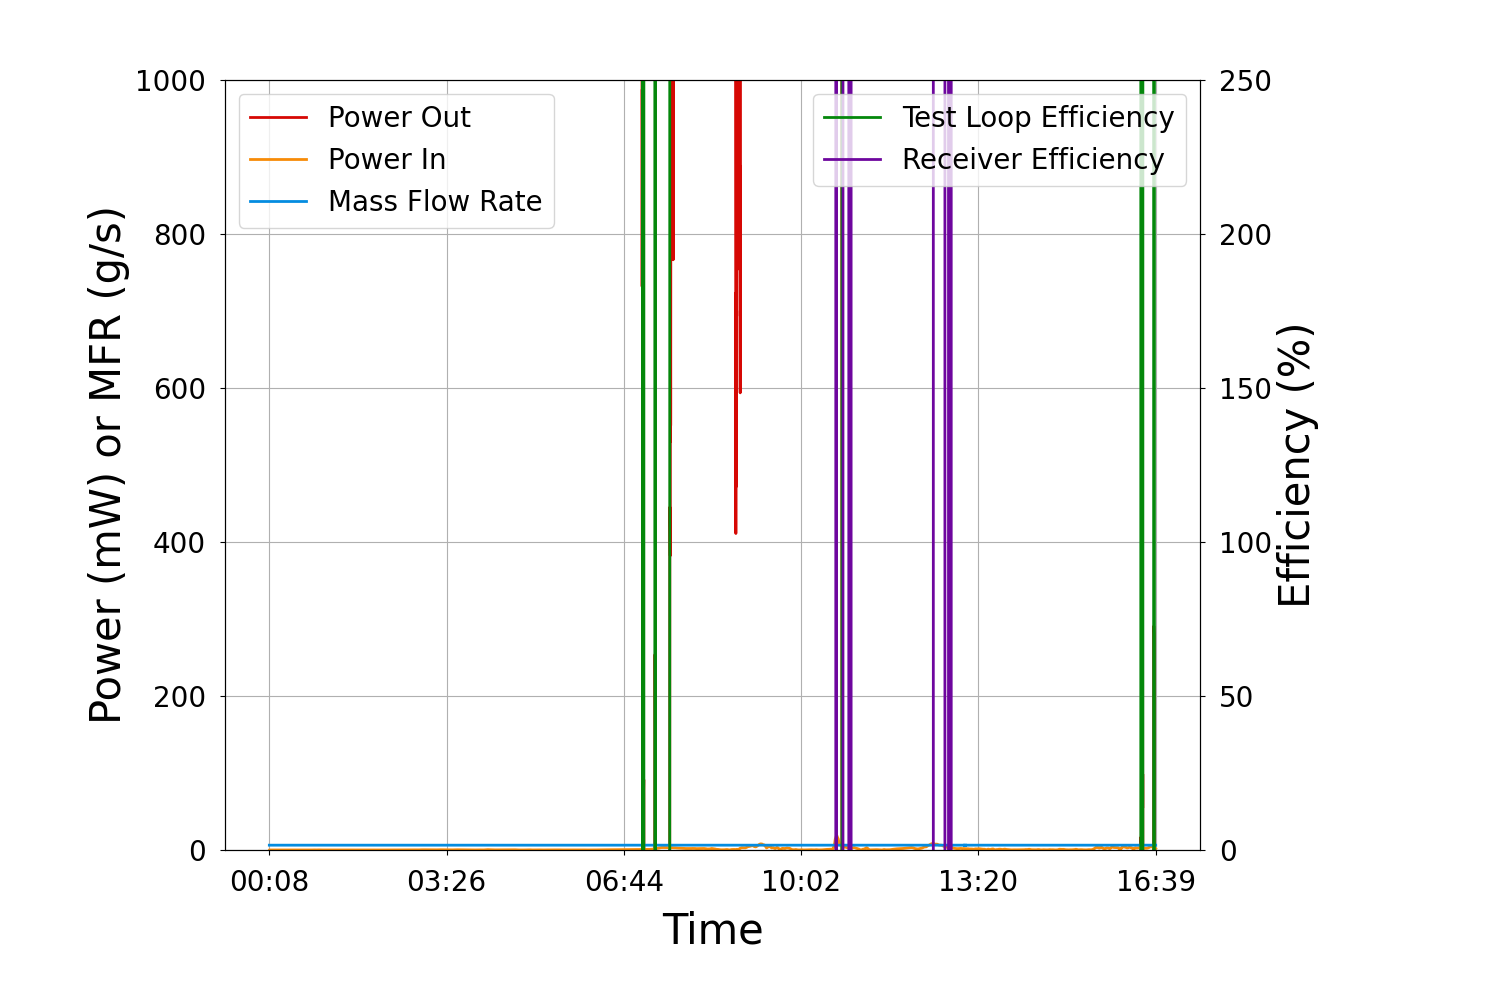 1000
800
600
400
200
0
Power (mW) or MFR (g/s)
Power Out
Power In
Mass Flow Rate
Test Loop Efficiency
Receiver Efficiency
250
200
150
100
50
0
Efficiency (%)
00:08 03:26 06:44 10:02 13:20 16:39
Time